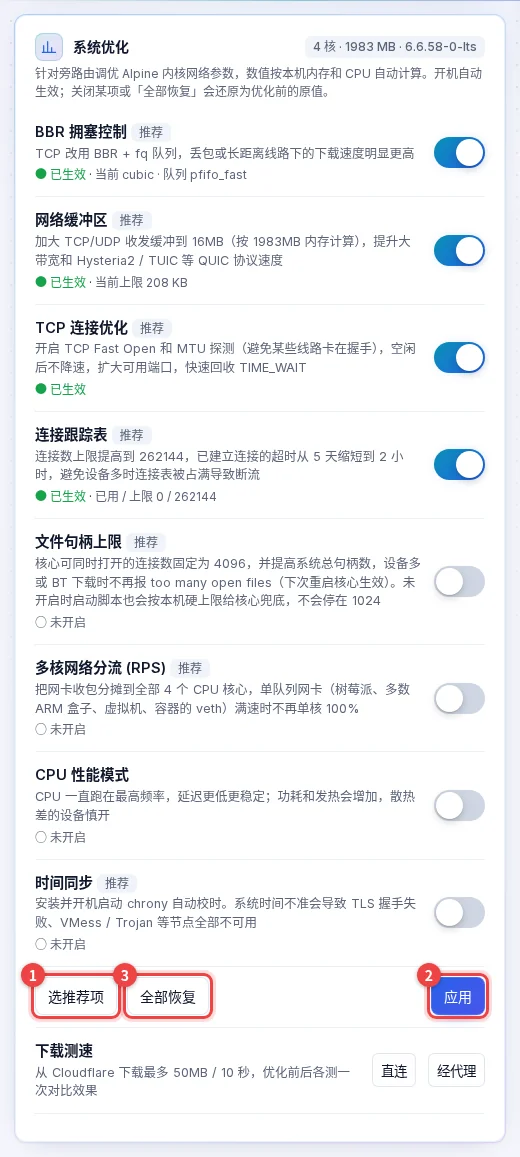 系统优化
4 核 · 1983 MB · 6.6.58-0-lts
针对旁路由调优 Alpine 内核网络参数，数值按本机内存和 CPU 自动计算。开机自动
生效；关闭某项或「全部恢复」会还原为优化前的原值。
BBR 拥塞控制 推荐
TCP 改用 BBR + fq 队列，丢包或长距离线路下的下载速度明显更高
已生效 · 当前 cubic · 队列 pfifo_fast
网络缓冲区 推荐
加大 TCP/UDP 收发缓冲到 16MB（按 1983MB 内存计算），提升大
带宽和 Hysteria2 / TUIC 等 QUIC 协议速度
已生效 · 当前上限 208 KB
TCP 连接优化 推荐
开启 TCP Fast Open 和 MTU 探测（避免某些线路卡在握手），空闲
后不降速，扩大可用端口，快速回收 TIME_WAIT
已生效
连接跟踪表 推荐
连接数上限提高到 262144，已建立连接的超时从 5 天缩短到 2 小
时，避免设备多时连接表被占满导致断流
已生效 · 已用 / 上限 0 / 262144
文件句柄上限 推荐
核心可同时打开的连接数固定为 4096，并提高系统总句柄数，设备多
或 BT 下载时不再报 too many open files（下次重启核心生效）。未
开启时启动脚本也会按本机硬上限给核心兜底，不会停在 1024
未开启
多核网络分流 (RPS) 推荐
把网卡收包分摊到全部 4 个 CPU 核心，单队列网卡（树莓派、多数
ARM 盒子、虚拟机、容器的 veth）满速时不再单核 100%
未开启
CPU 性能模式
CPU 一直跑在最高频率，延迟更低更稳定；功耗和发热会增加，散热
差的设备慎开
未开启
时间同步 推荐
安装并开机启动 chrony 自动校时。系统时间不准会导致 TLS 握手失
败、VMess / Trojan 等节点全部不可用
未开启
1 3 2
选推荐项 全部恢复 应用
下载测速
从 Cloudflare 下载最多 50MB / 10 秒，优化前后各测一
次对比效果
直连 经代理